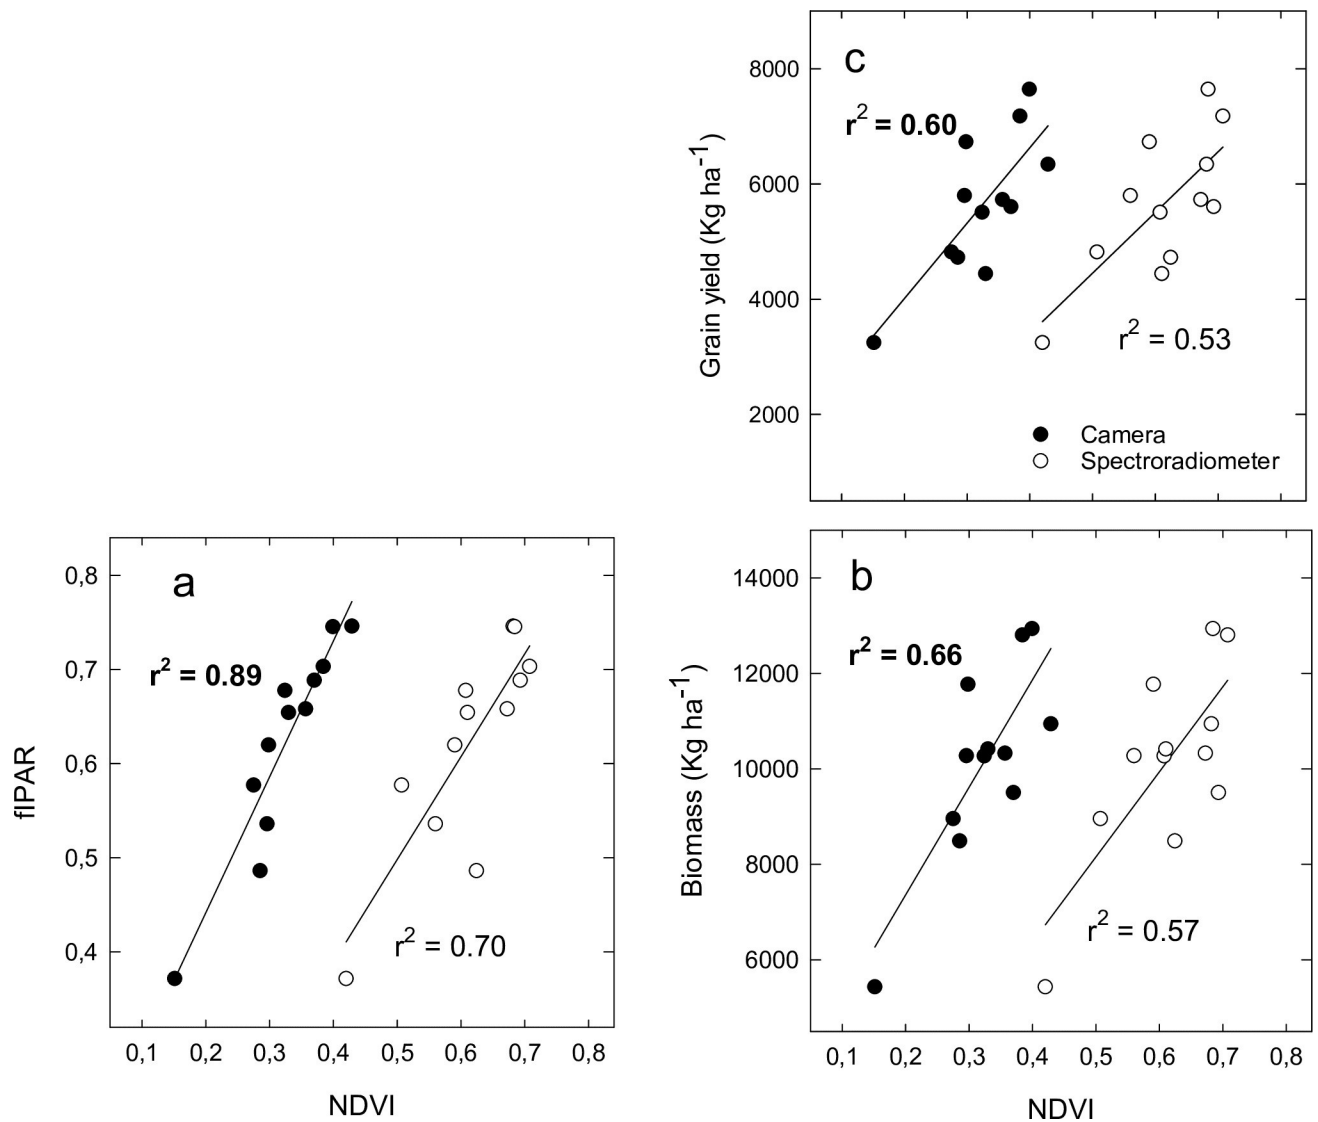 c
r2 = 0.60
8000
6000
4000
2000
Grain yield (Kg ha-1)
r2 = 0.53
Camera
Spectroradiometer
a
r2 = 0.89
0,8
0,7
0,6
0,5
0,4
fIPAR
r2 = 0.70
0,1 0,2 0,3 0,4 0,5 0,6 0,7 0,8
NDVI
b
r2 = 0.66
14000
12000
10000
8000
6000
Biomass (Kg ha-1)
r2 = 0.57
0,1 0,2 0,3 0,4 0,5 0,6 0,7 0,8
NDVI